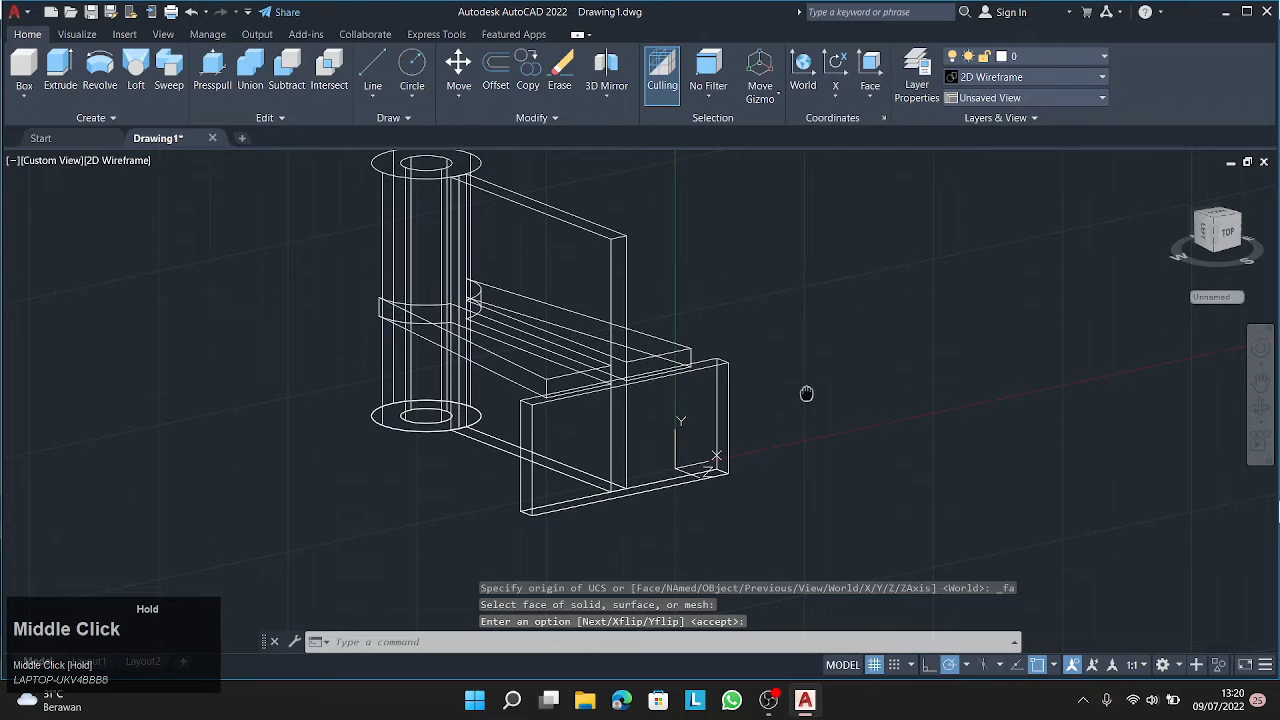 Share
Autodesk AutoCAD 2022 Drawing1.dwg
Type a keyword or phrase
Sign In
Home
Visualize
Insert
View
Manage
Output
Add-ins
Collaborate
Express Tools
Featured Apps
0
2D Wireframe
Unsaved View
Box
Extrude
Revolve
Loft
Sweep
Presspull
Union
Subtract
Intersect
Line
Circle
Move
Offset
Copy
Erase
3D Mirror
Culling
No Filter
Move
Gizmo
World
X
Face
Layer
Properties
Create
Edit
Draw
Modify
Selection
Coordinates
Layers & View
Start
Drawing1*
[−][Custom View][2D Wireframe]
LEFT
TOP
W
S
Unnamed
Y
X
Z
Specify origin of UCS or [Face/NAmed/OBject/Previous/View/World/X/Y/Z/ZAxis] <World>: _fa
Select face of solid, surface, or mesh:
Enter an option [Next/Xflip/Yflip] <accept>:
Type a command
Hold
Middle Click
Middle Click [Hold]
LAPTOP-UKV4BBB8
Layout2
MODEL
1:1
31°C
Berawan
13:20
09/07/2022
25